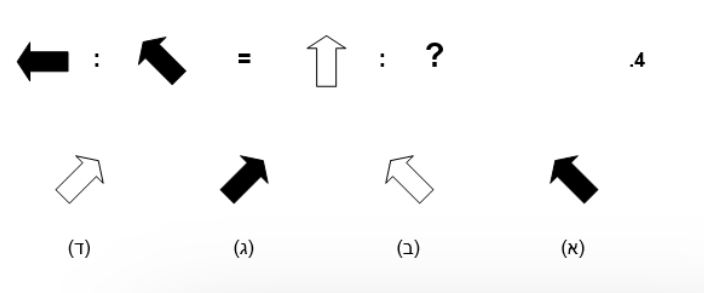 .4 : = : ?
(א) (ב) (ג) (ד)